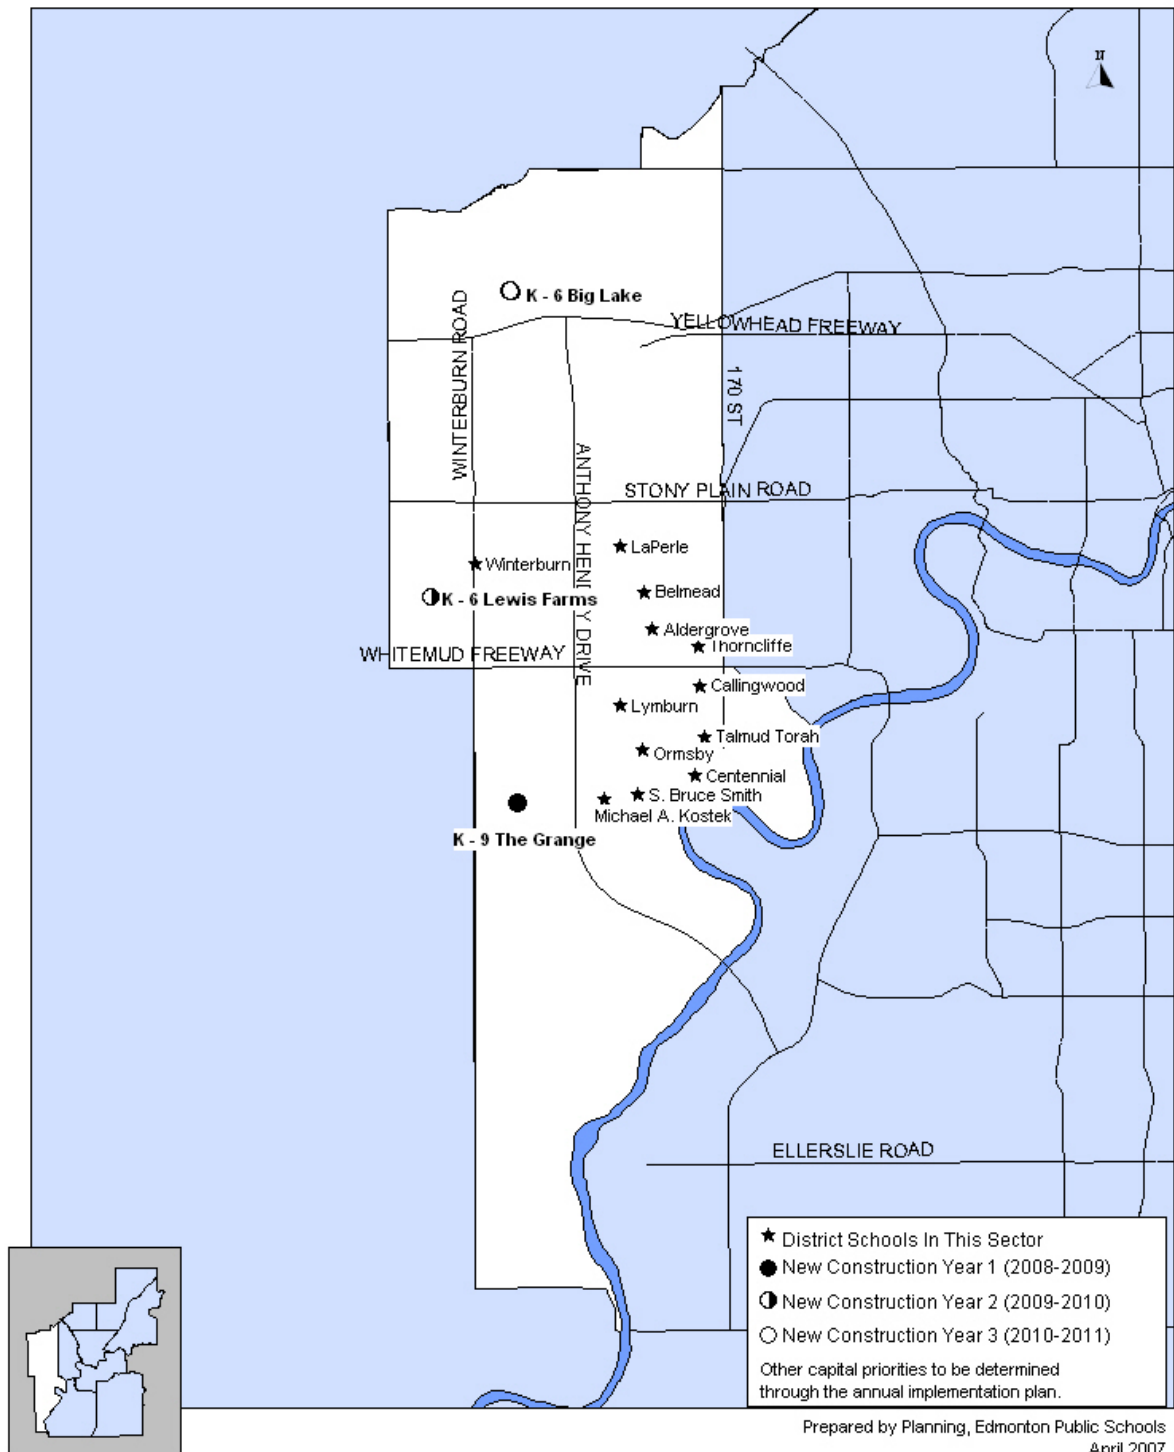 N
K - 6 Big Lake
WINTERBURN ROAD
YELLOWHEAD FREEWAY
170 ST
ANTHONY HENDAY DRIVE
STONY PLAIN ROAD
LaPerle
Winterburn
Belmead
K - 6 Lewis Farms
Aldergrove
Thorncliffe
WHITEMUD FREEWAY
Callingwood
Lymburn
Talmud Torah
Ormsby
Centennial
S. Bruce Smith
Michael A. Kostek
K - 9 The Grange
ELLERSLIE ROAD
District Schools In This Sector
New Construction Year 1 (2008-2009)
New Construction Year 2 (2009-2010)
New Construction Year 3 (2010-2011)
Other capital priorities to be determined
through the annual implementation plan.
Prepared by Planning, Edmonton Public Schools
April 2007